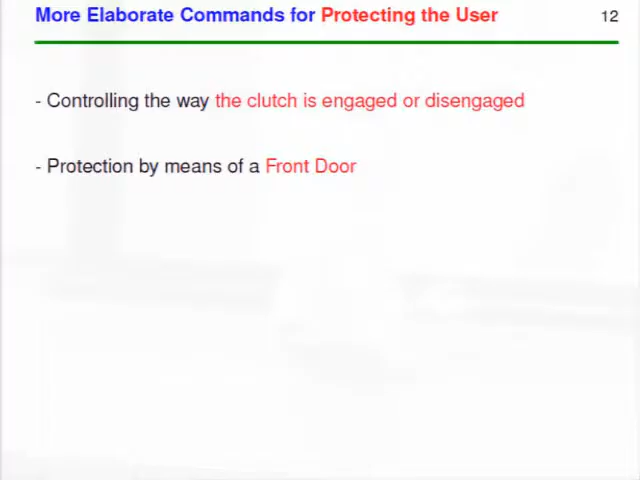 More Elaborate Commands for Protecting the User 12
- Controlling the way the clutch is engaged or disengaged
- Protection by means of a Front Door